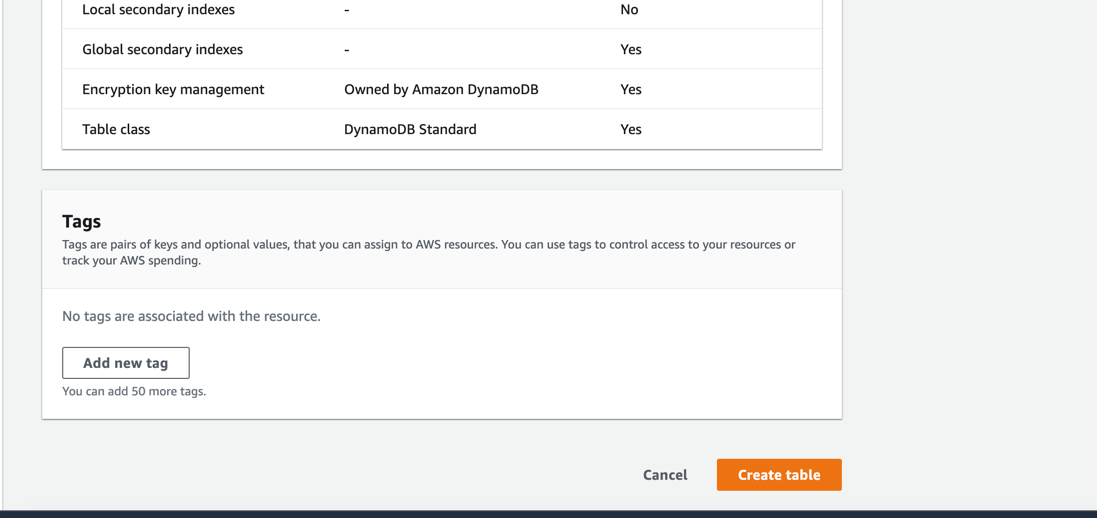 Local secondary indexes - No
Global secondary indexes - Yes
Encryption key management Owned by Amazon DynamoDB Yes
Table class DynamoDB Standard Yes
Tags
Tags are pairs of keys and optional values, that you can assign to AWS resources. You can use tags to control access to your resources or
track your AWS spending.
No tags are associated with the resource.
Add new tag
You can add 50 more tags.
Cancel Create table